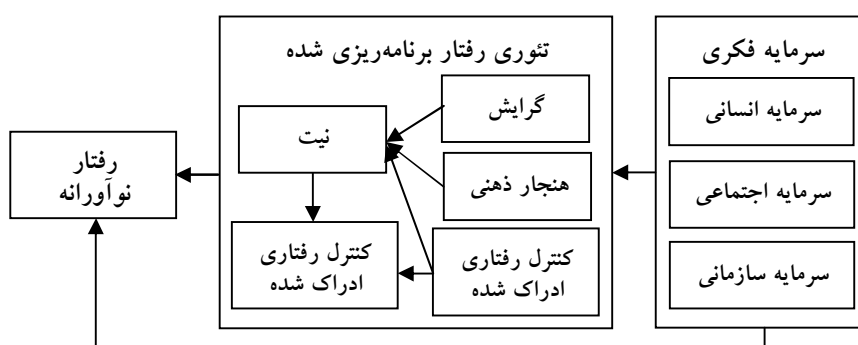 سرمایه فکری
سرمایه انسانی
سرمایه اجتماعی
سرمایه سازمانی
تئوری رفتار برنامه‌ریزی شده
گرایش
هنجار ذهنی
کنترل رفتاری
ادراک شده
نیت
کنترل رفتاری
ادراک شده
رفتار
نوآورانه